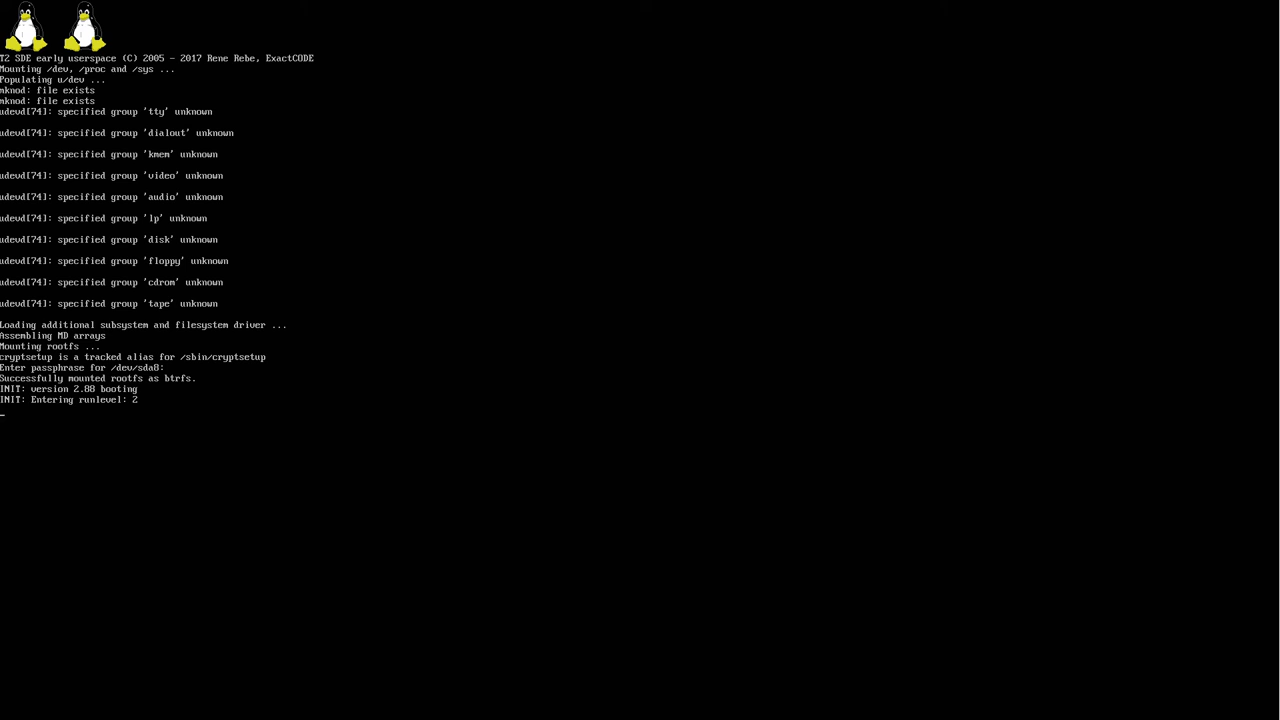 T2 SDE early userspace (C) 2005 - 2017 Rene Rebe, ExactCODE
Mounting /dev, /proc and /sys ...
Populating u/dev ...
mknod: file exists
mknod: file exists
udevd[74]: specified group 'tty' unknown
udevd[74]: specified group 'dialout' unknown
udevd[74]: specified group 'kmem' unknown
udevd[74]: specified group 'video' unknown
udevd[74]: specified group 'audio' unknown
udevd[74]: specified group 'lp' unknown
udevd[74]: specified group 'disk' unknown
udevd[74]: specified group 'floppy' unknown
udevd[74]: specified group 'cdrom' unknown
udevd[74]: specified group 'tape' unknown
Loading additional subsystem and filesystem driver ...
Assembling MD arrays
Mounting rootfs ...
cryptsetup is a tracked alias for /sbin/cryptsetup
Enter passphrase for /dev/sda8:
Successfully mounted rootfs as btrfs.
INIT: version 2.88 booting
INIT: Entering runlevel: 2